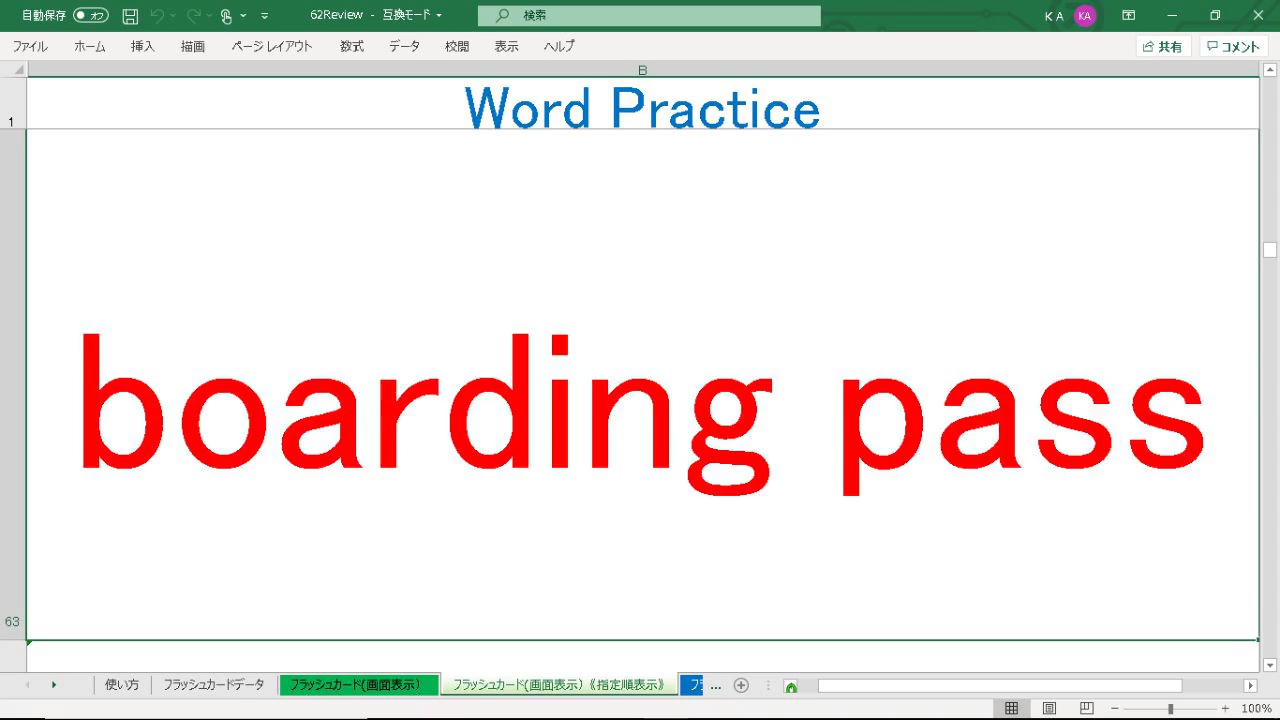 自動保存 オフ 62Review - 互換モード 検索 K A KA
ファイル ホーム 挿入 描画 ページ レイアウト 数式 データ 校閲 表示 ヘルプ 共有 コメント
B
1 Word Practice
boarding pass
63
使い方 フラッシュカードデータ フラッシュカード(画面表示) フラッシュカード(画面表示)《指定順表示》 フラ ...
100%